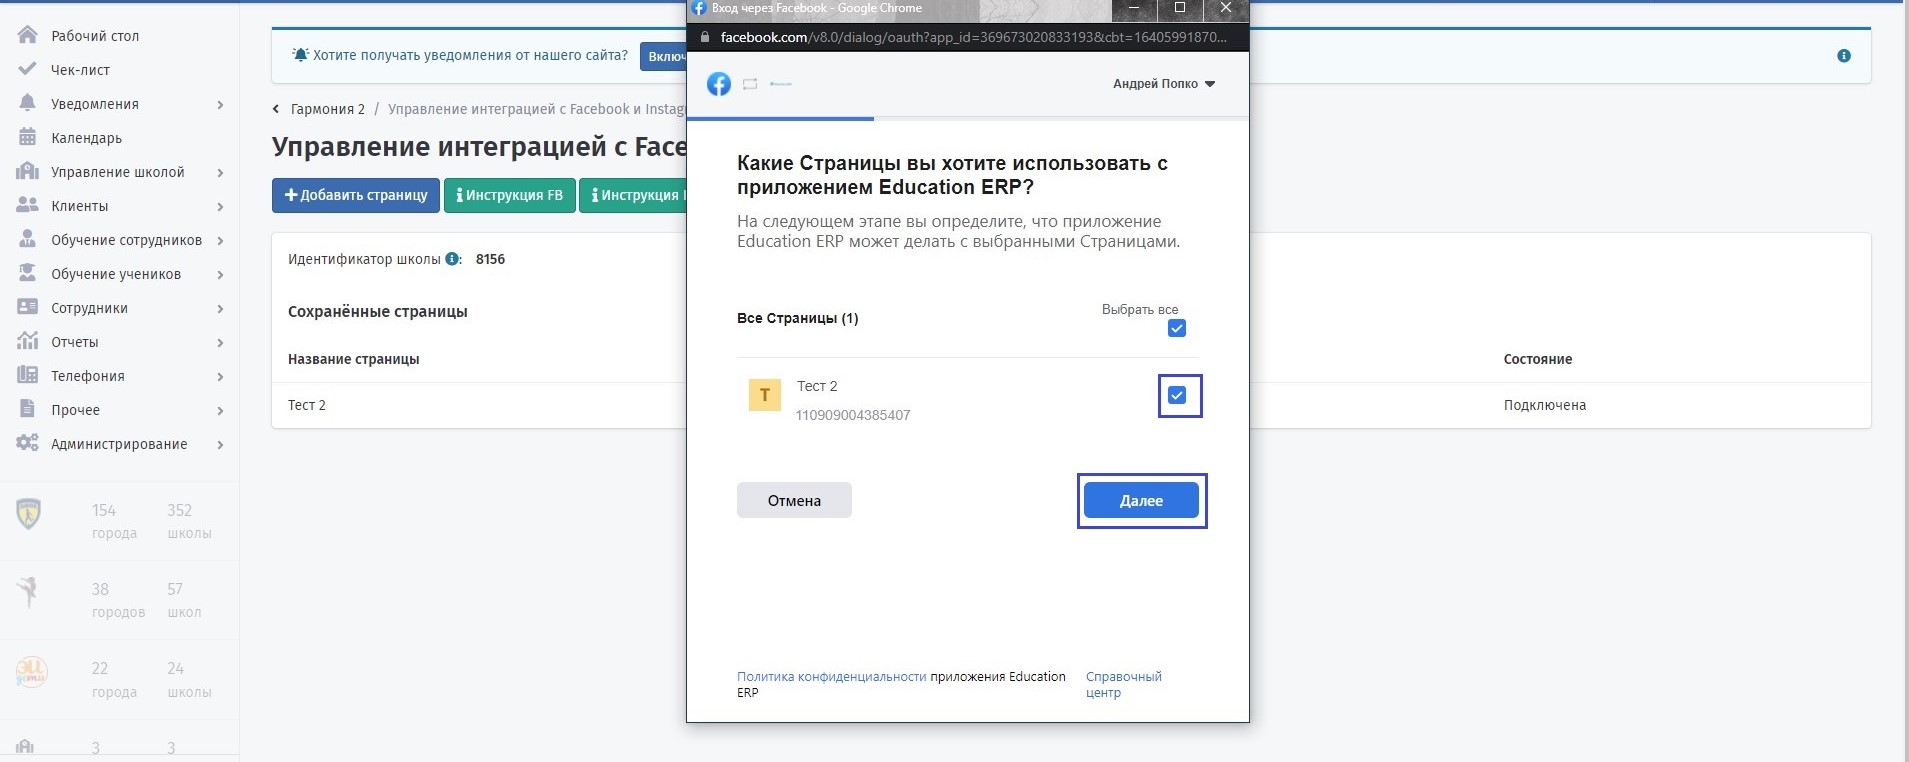 Рабочий стол
Чек-лист
Уведомления
Календарь
Управление школой
Клиенты
Обучение сотрудников
Обучение учеников
Сотрудники
Отчеты
Телефония
Прочее
Администрирование
154 352
города школы
38 57
городов школ
22 24
города школы
3 3
Хотите получать уведомления от нашего сайта? Включ
Гармония 2 / Управление интеграцией с Facebook и Instag
Управление интеграцией с Face
Добавить страницу Инструкция FB Инструкция
Идентификатор школы : 8156
Сохранённые страницы
Название страницы Состояние
Тест 2 Подключена
Вход через Facebook - Google Chrome
facebook.com/v8.0/dialog/oauth?app_id=369673020833193&cbt=16405991870...
Андрей Попко
Какие Страницы вы хотите использовать с
приложением Education ERP?
На следующем этапе вы определите, что приложение
Education ERP может делать с выбранными Страницами.
Выбрать все
Все Страницы (1)
Т Тест 2
110909004385407
Отмена Далее
Политика конфиденциальности приложения Education
ERP
Справочный
центр